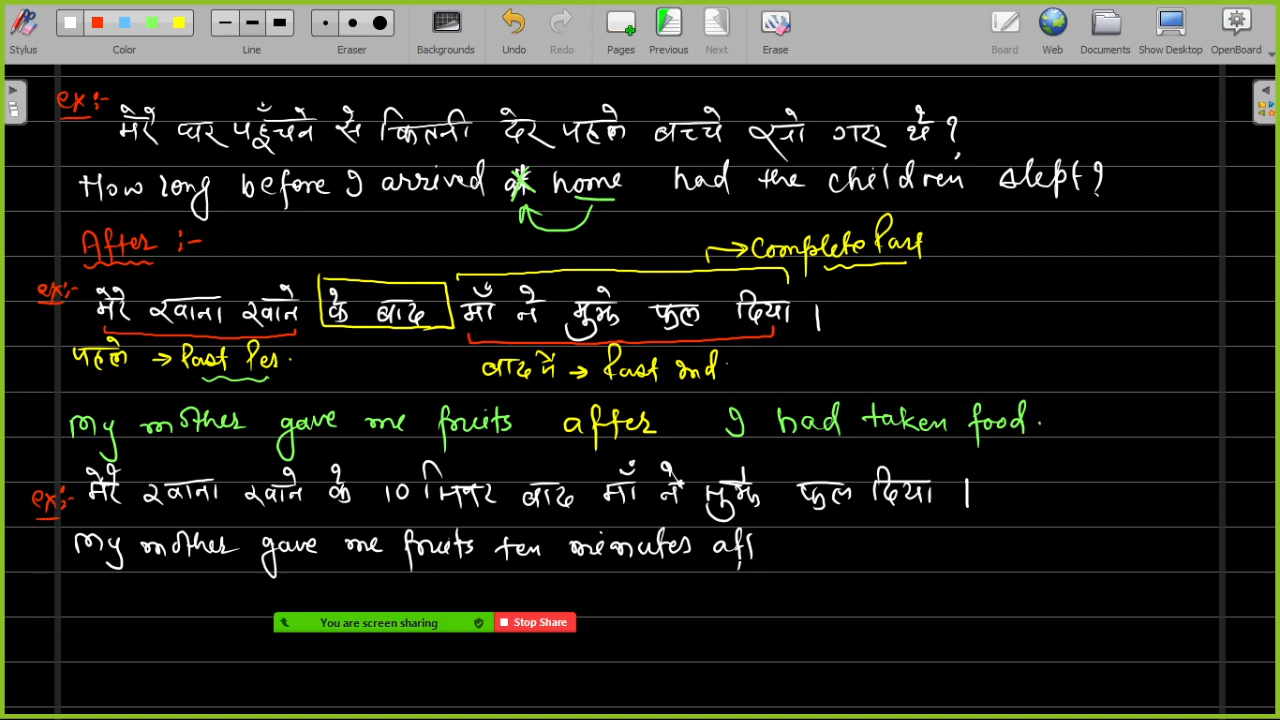 Stylus Color Line Eraser Backgrounds Undo Redo Pages Previous Next Erase Board Web Documents Show Desktop OpenBoard
ex:- मेरे घर पहुँचने से कितनी देर पहले बच्चे सो गए थे?
How long before I arrived at home had the children slept?
After :-
→ Complete Part
ex:- मेरे खाना खाने के बाद माँ ने मुझे फल दिया |
पहले → Past Per. बाद में → Past Ind.
My mother gave me fruits after I had taken food.
ex:- मेरे खाना खाने के 10 मिनट बाद माँ ने मुझे फल दिया |
My mother gave me fruits ten minutes aft
You are screen sharing Stop Share